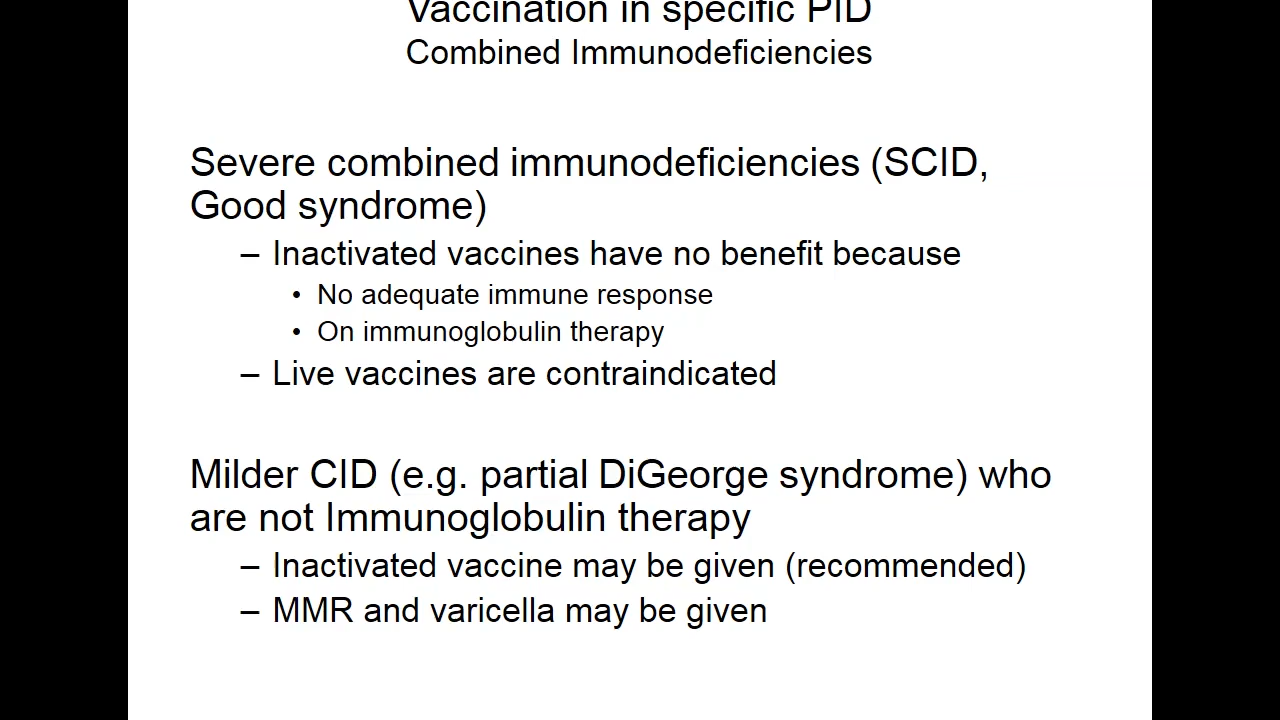 Vaccination in specific PID
Combined Immunodeficiencies
Severe combined immunodeficiencies (SCID,
Good syndrome)
– Inactivated vaccines have no benefit because
• No adequate immune response
• On immunoglobulin therapy
– Live vaccines are contraindicated
Milder CID (e.g. partial DiGeorge syndrome) who
are not Immunoglobulin therapy
– Inactivated vaccine may be given (recommended)
– MMR and varicella may be given